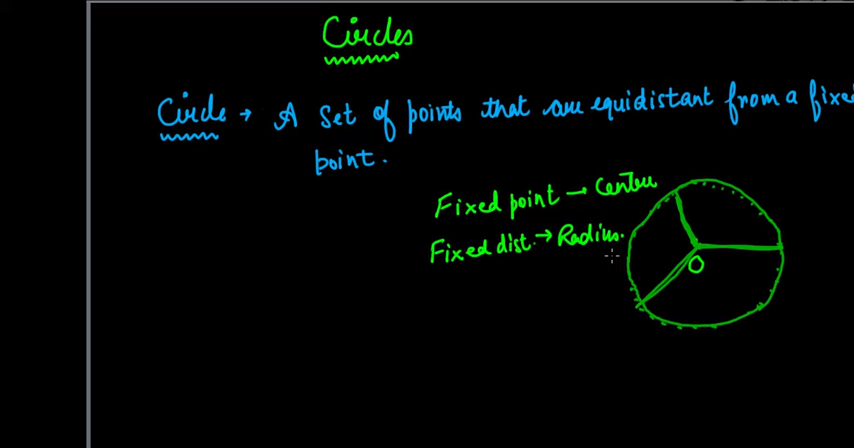 Circles
Circle → A set of points that are equidistant from a fixed
point.
Fixed point → Centre
Fixed dist. → Radius.
O